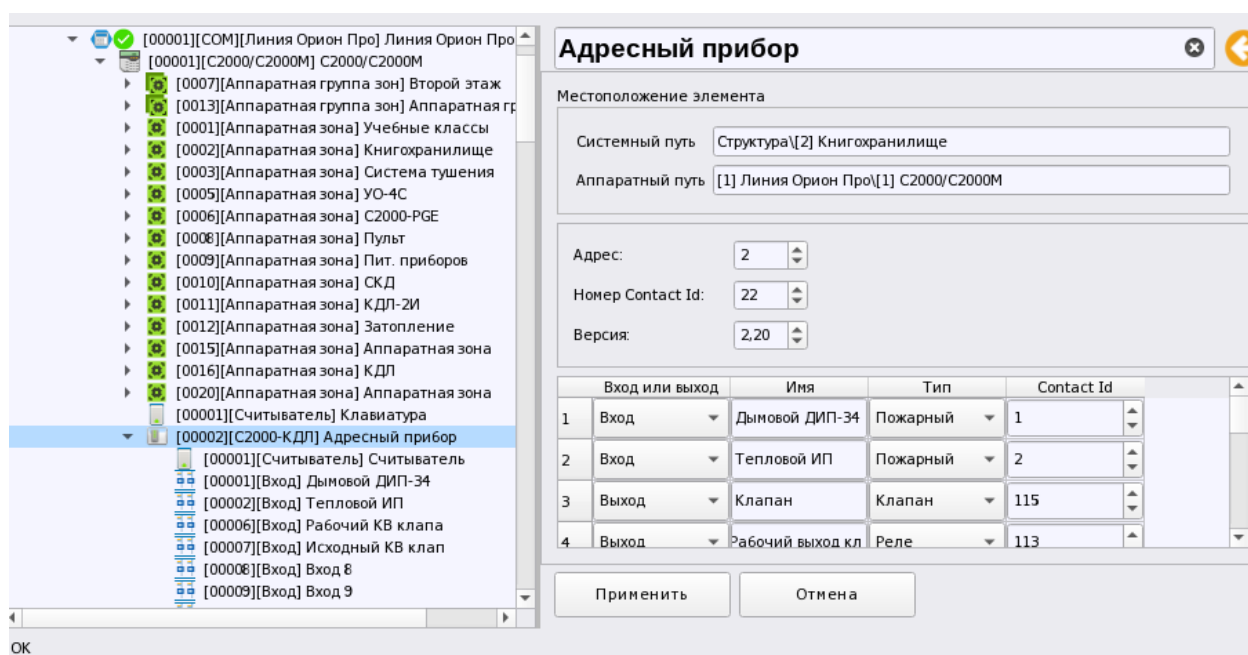 [00001][COM][Линия Орион Про] Линия Орион Про
[00001][С2000/С2000М] С2000/С2000М
[0007][Аппаратная группа зон] Второй этаж
[0013][Аппаратная группа зон] Аппаратная гр
[0001][Аппаратная зона] Учебные классы
[0002][Аппаратная зона] Книгохранилище
[0003][Аппаратная зона] Система тушения
[0005][Аппаратная зона] УО-4С
[0006][Аппаратная зона] С2000-PGE
[0008][Аппаратная зона] Пульт
[0009][Аппаратная зона] Пит. приборов
[0010][Аппаратная зона] СКД
[0011][Аппаратная зона] КДЛ-2И
[0012][Аппаратная зона] Затопление
[0015][Аппаратная зона] Аппаратная зона
[0016][Аппаратная зона] КДЛ
[0020][Аппаратная зона] Аппаратная зона
[00001][Считыватель] Клавиатура
[00002][С2000-КДЛ] Адресный прибор
[00001][Считыватель] Считыватель
[00001][Вход] Дымовой ДИП-34
[00002][Вход] Тепловой ИП
[00006][Вход] Рабочий КВ клапа
[00007][Вход] Исходный КВ клап
[00008][Вход] Вход 8
[00009][Вход] Вход 9
OK
Адресный прибор
Местоположение элемента
Системный путь Структура\[2] Книгохранилище
Аппаратный путь [1] Линия Орион Про\[1] С2000/С2000М
Адрес: 2
Номер Contact Id: 22
Версия: 2,20
Вход или выход Имя Тип Contact Id
1 Вход Дымовой ДИП-34 Пожарный 1
2 Вход Тепловой ИП Пожарный 2
3 Выход Клапан Клапан 115
4 Выход Рабочий выход кл Реле 113
Применить Отмена